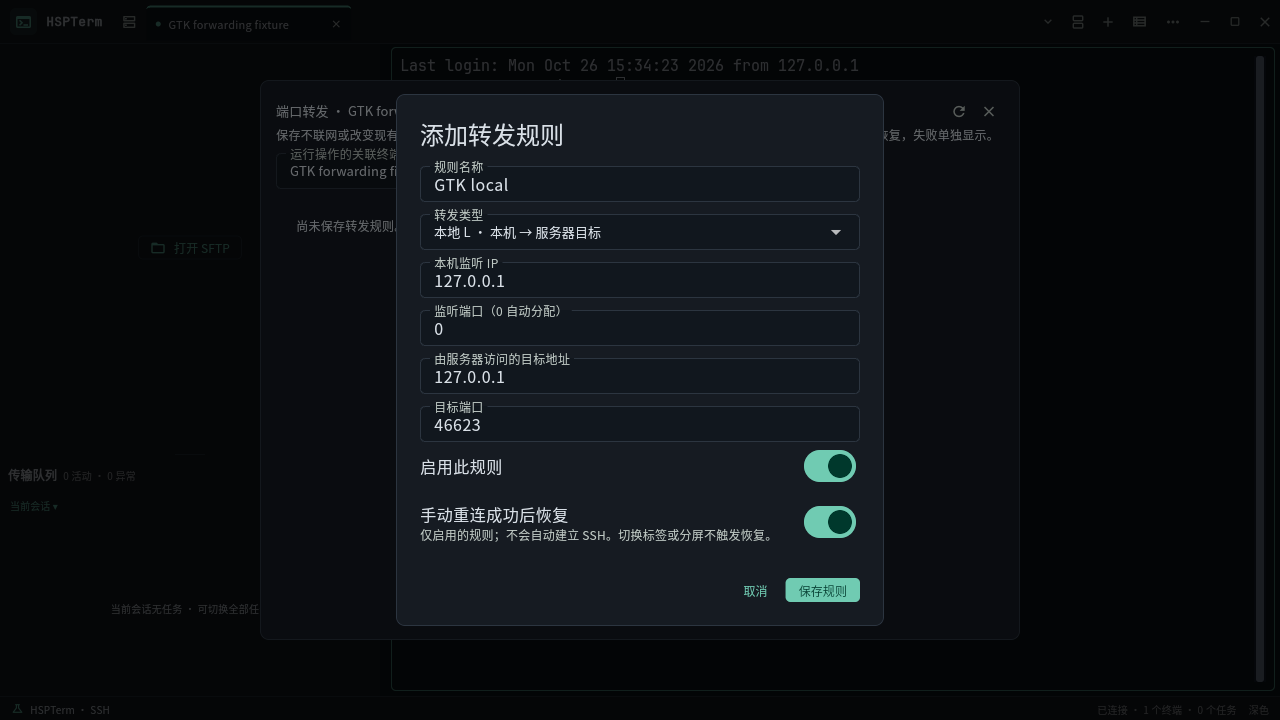 HSPTerm
GTK forwarding fixture
Last login: Mon Oct 26 15:34:23 2026 from 127.0.0.1
端口转发 · GTK for
保存不联网或改变现有
恢复，失败单独显示。
运行操作的关联终端
GTK forwarding fi
尚未保存转发规则。
打开 SFTP
添加转发规则
规则名称
GTK local
转发类型
本地 L · 本机 → 服务器目标
本机监听 IP
127.0.0.1
监听端口（0 自动分配）
0
由服务器访问的目标地址
127.0.0.1
目标端口
46623
启用此规则
手动重连成功后恢复
仅启用的规则；不会自动建立 SSH。切换标签或分屏不触发恢复。
取消
保存规则
传输队列 0 活动 · 0 异常
当前会话 ▾
当前会话无任务 · 可切换全部任
HSPTerm · SSH
已连接 · 1 个终端 · 0 个任务 深色